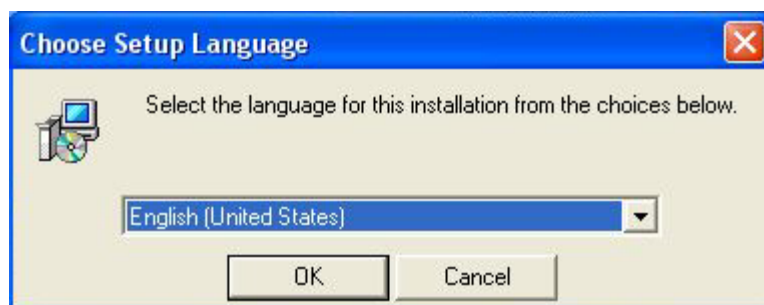 Choose Setup Language
Select the language for this installation from the choices below.
English (United States)
OK
Cancel